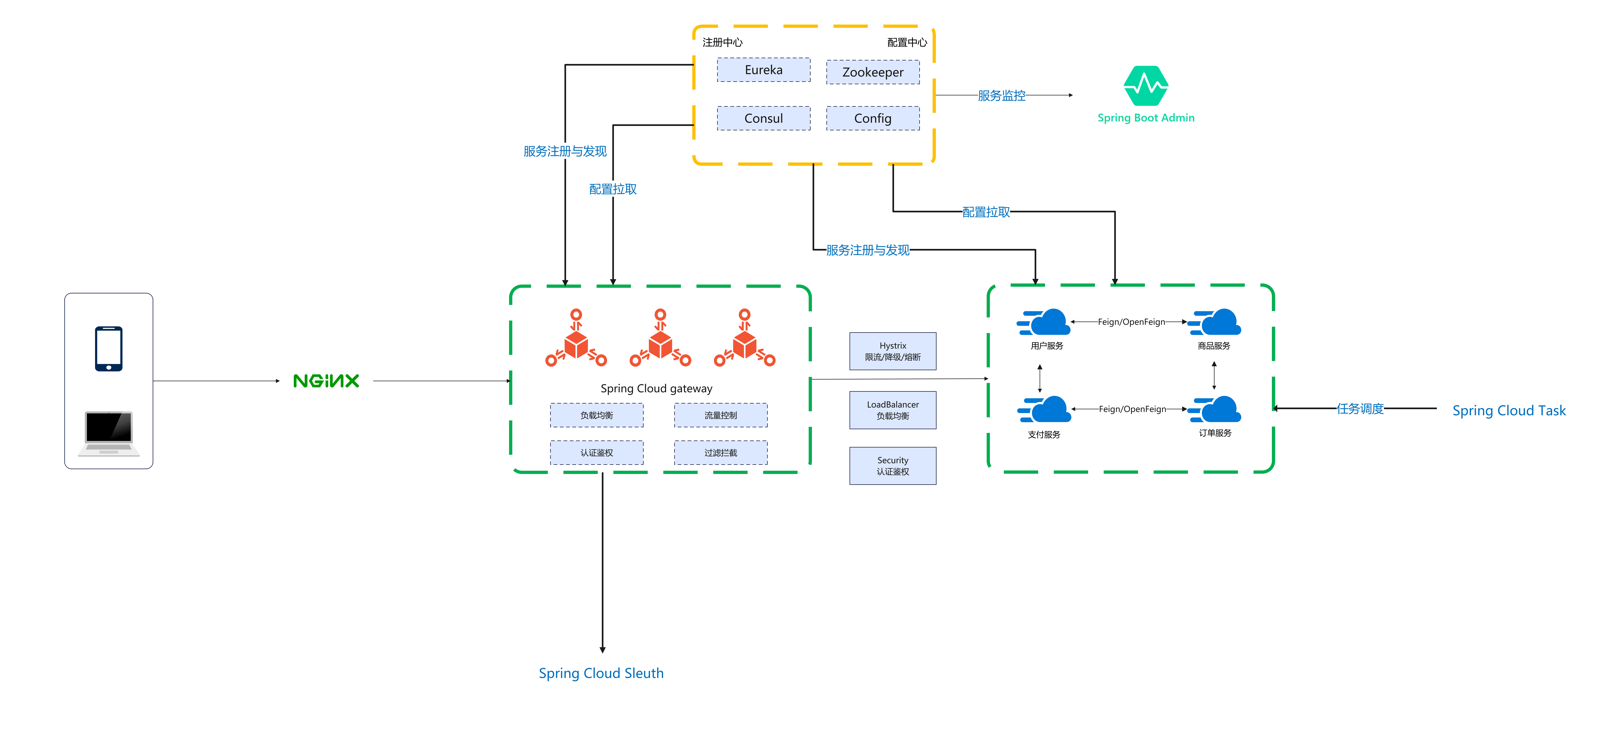 注册中心
配置中心
Eureka
Zookeeper
Consul
Config
服务监控
Spring Boot Admin
服务注册与发现
配置拉取
配置拉取
服务注册与发现
NGINX
Spring Cloud gateway
负载均衡
流量控制
认证鉴权
过滤拦截
Hystrix
限流/降级/熔断
LoadBalancer
负载均衡
Security
认证鉴权
Feign/OpenFeign
用户服务
商品服务
Feign/OpenFeign
支付服务
订单服务
任务调度
Spring Cloud Task
Spring Cloud Sleuth